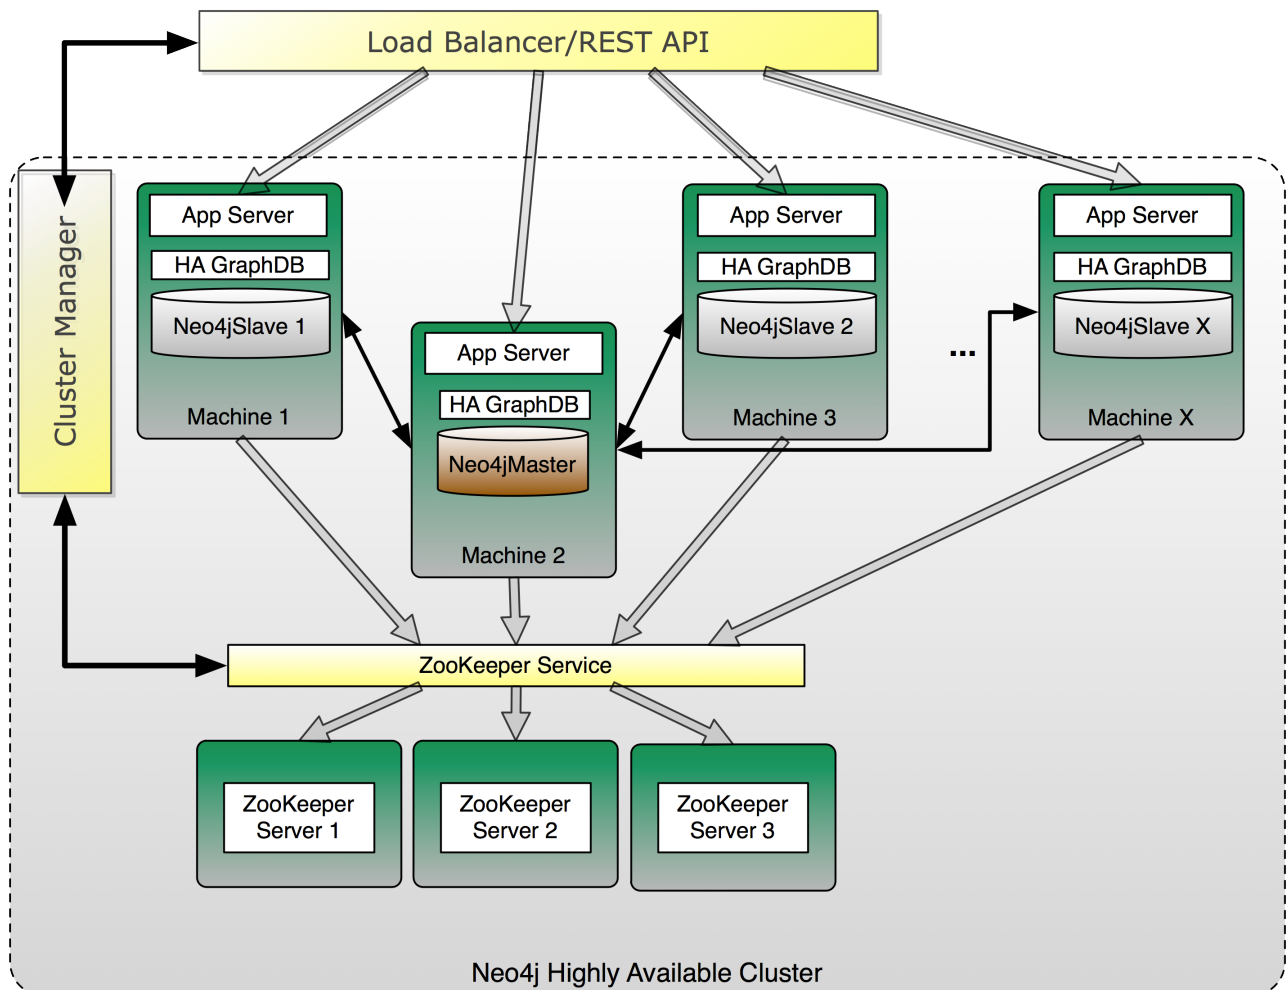 Load Balancer/REST API
Cluster Manager
App Server
HA GraphDB
Neo4jSlave 1
Machine 1
App Server
HA GraphDB
Neo4jMaster
Machine 2
App Server
HA GraphDB
Neo4jSlave 2
Machine 3
...
App Server
HA GraphDB
Neo4jSlave X
Machine X
ZooKeeper Service
ZooKeeper
Server 1
ZooKeeper
Server 2
ZooKeeper
Server 3
Neo4j Highly Available Cluster